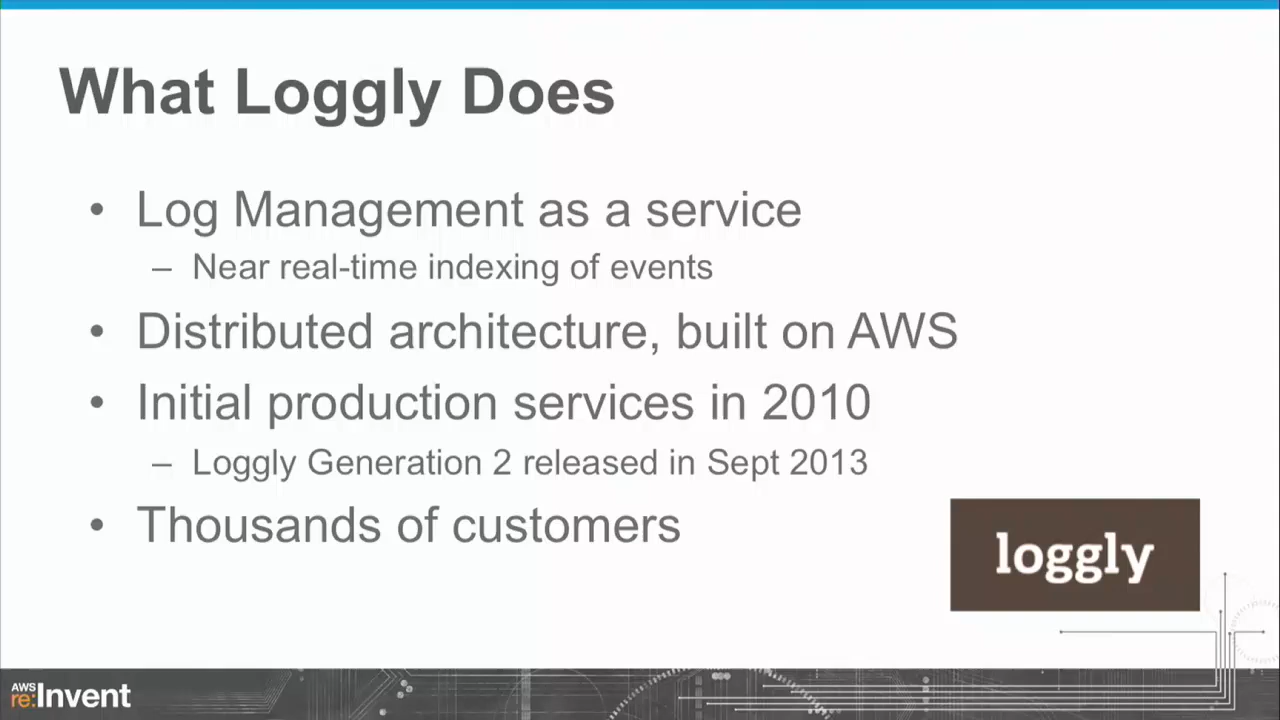 What Loggly Does
• Log Management as a service
– Near real-time indexing of events
• Distributed architecture, built on AWS
• Initial production services in 2010
– Loggly Generation 2 released in Sept 2013
• Thousands of customers
loggly
AWS
re:Invent